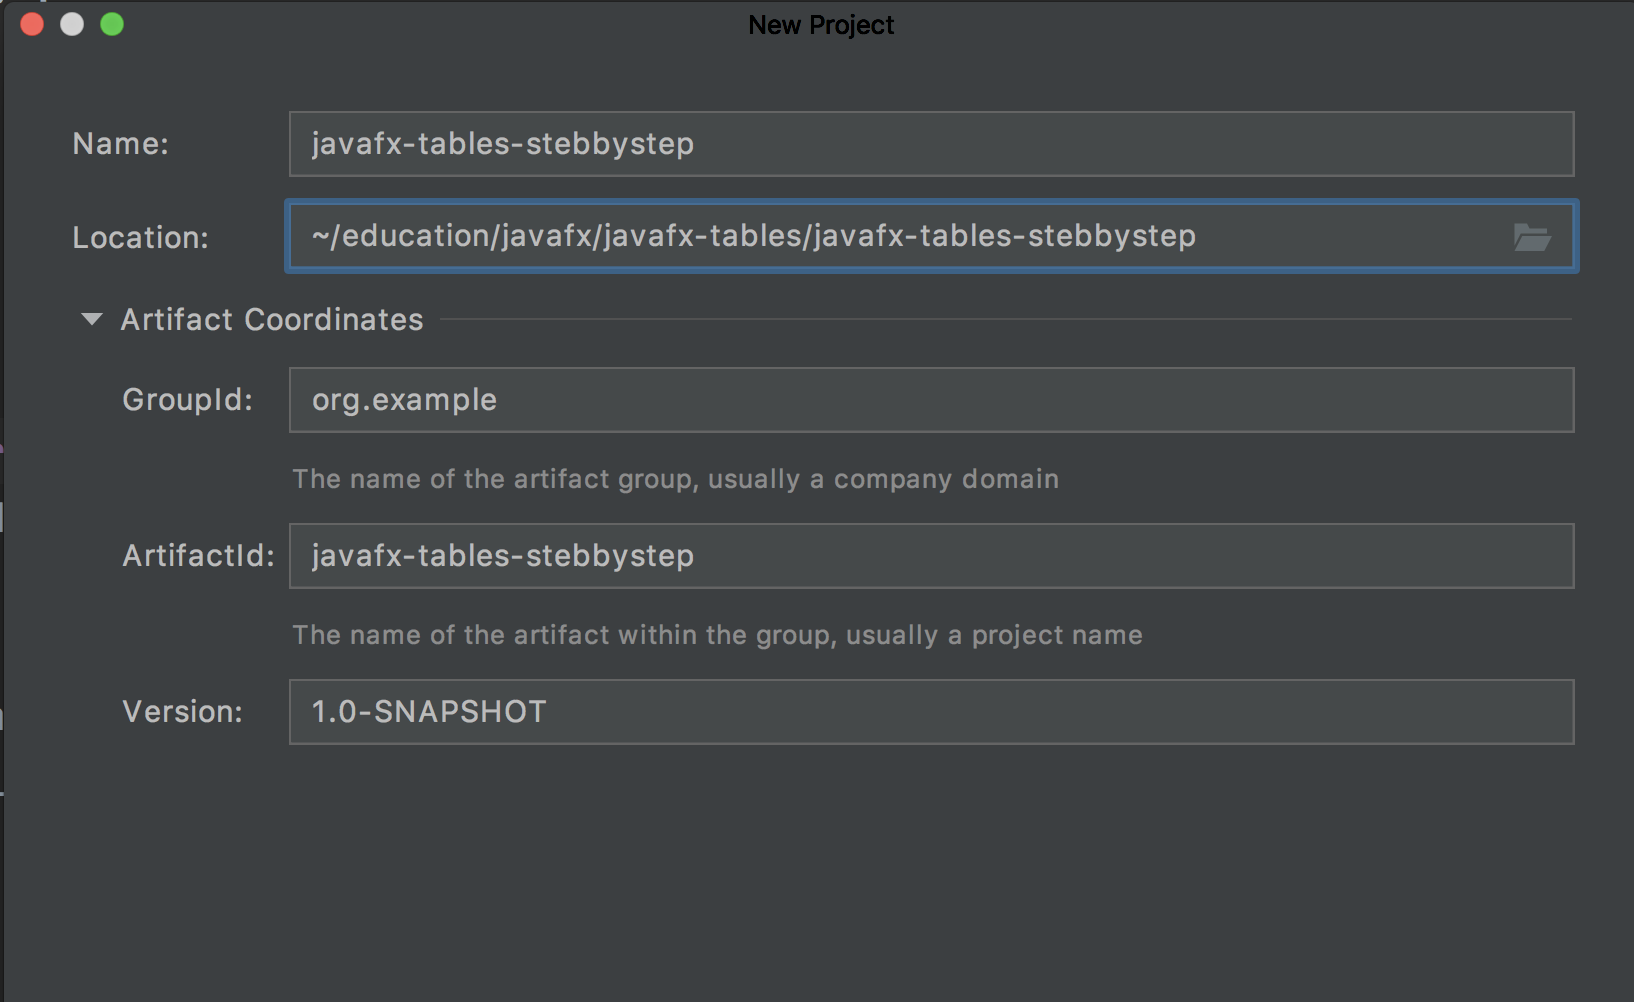 New Project
Name: javafx-tables-stebbystep
Location: ~/education/javafx/javafx-tables/javafx-tables-stebbystep
Artifact Coordinates
GroupId: org.example
The name of the artifact group, usually a company domain
ArtifactId: javafx-tables-stebbystep
The name of the artifact within the group, usually a project name
Version: 1.0-SNAPSHOT